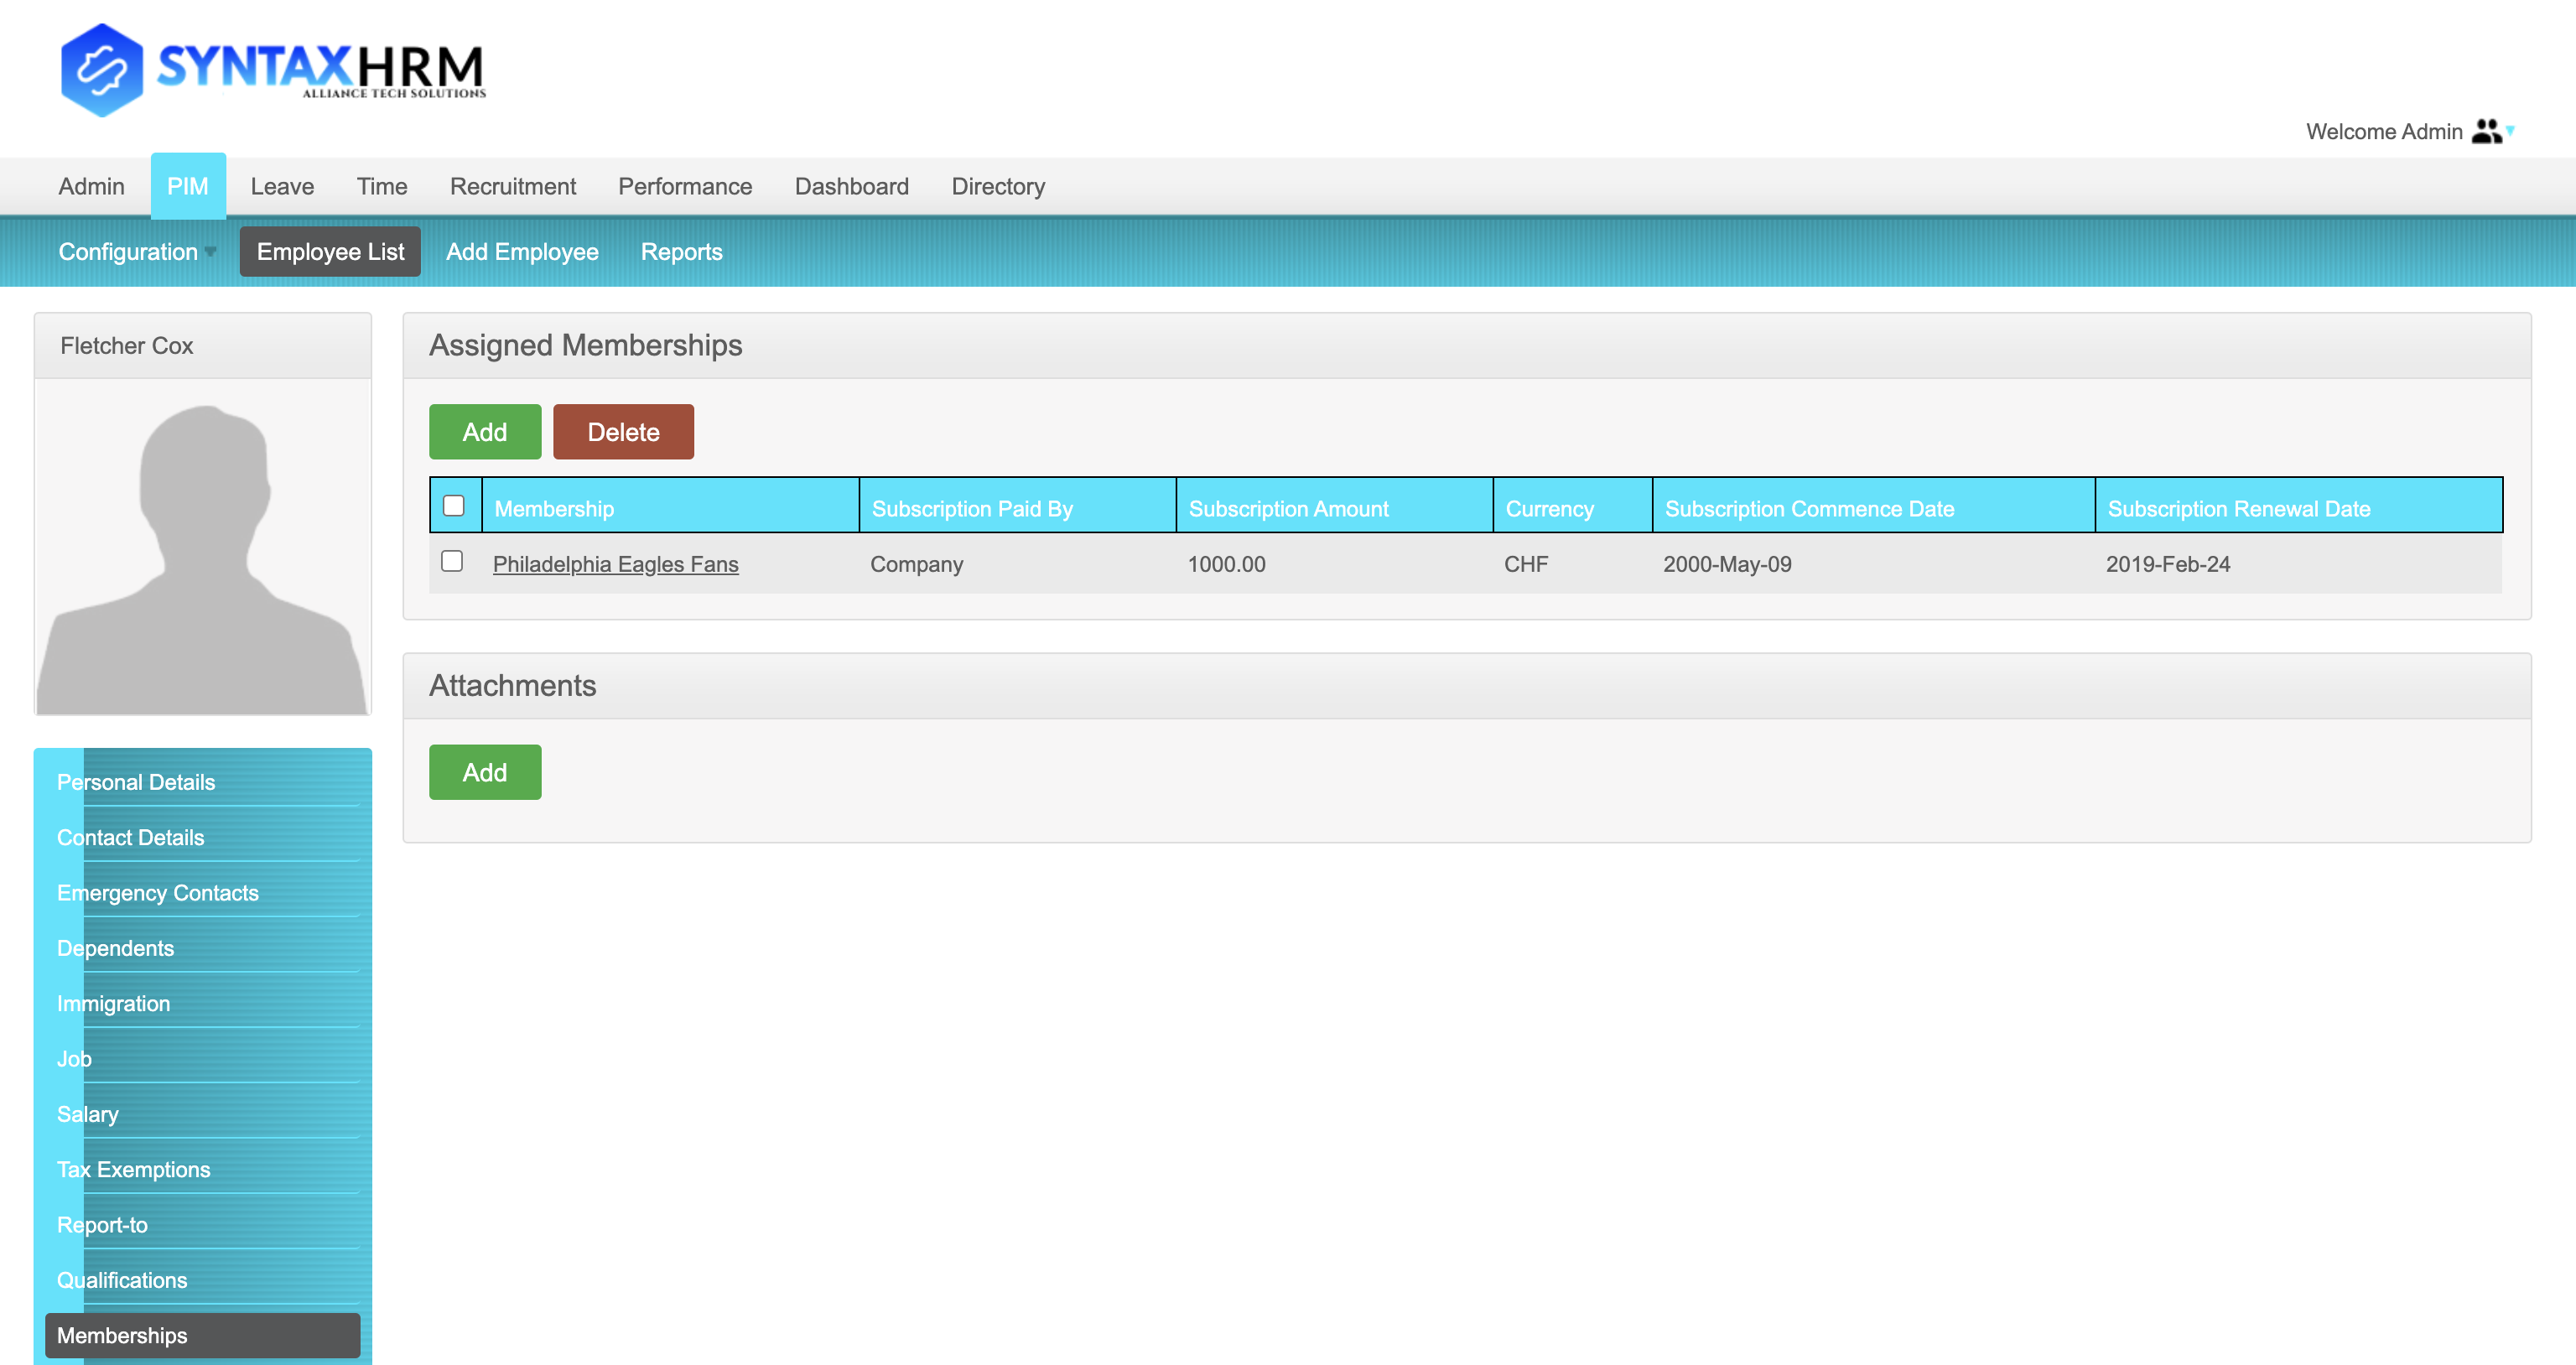 SYNTAXHRM
ALLIANCE TECH SOLUTIONS
Welcome Admin
Admin PIM Leave Time Recruitment Performance Dashboard Directory
Configuration Employee List Add Employee Reports
Fletcher Cox
Assigned Memberships
Add Delete
Membership Subscription Paid By Subscription Amount Currency Subscription Commence Date Subscription Renewal Date
Philadelphia Eagles Fans Company 1000.00 CHF 2000-May-09 2019-Feb-24
Attachments
Add
Personal Details
Contact Details
Emergency Contacts
Dependents
Immigration
Job
Salary
Tax Exemptions
Report-to
Qualifications
Memberships